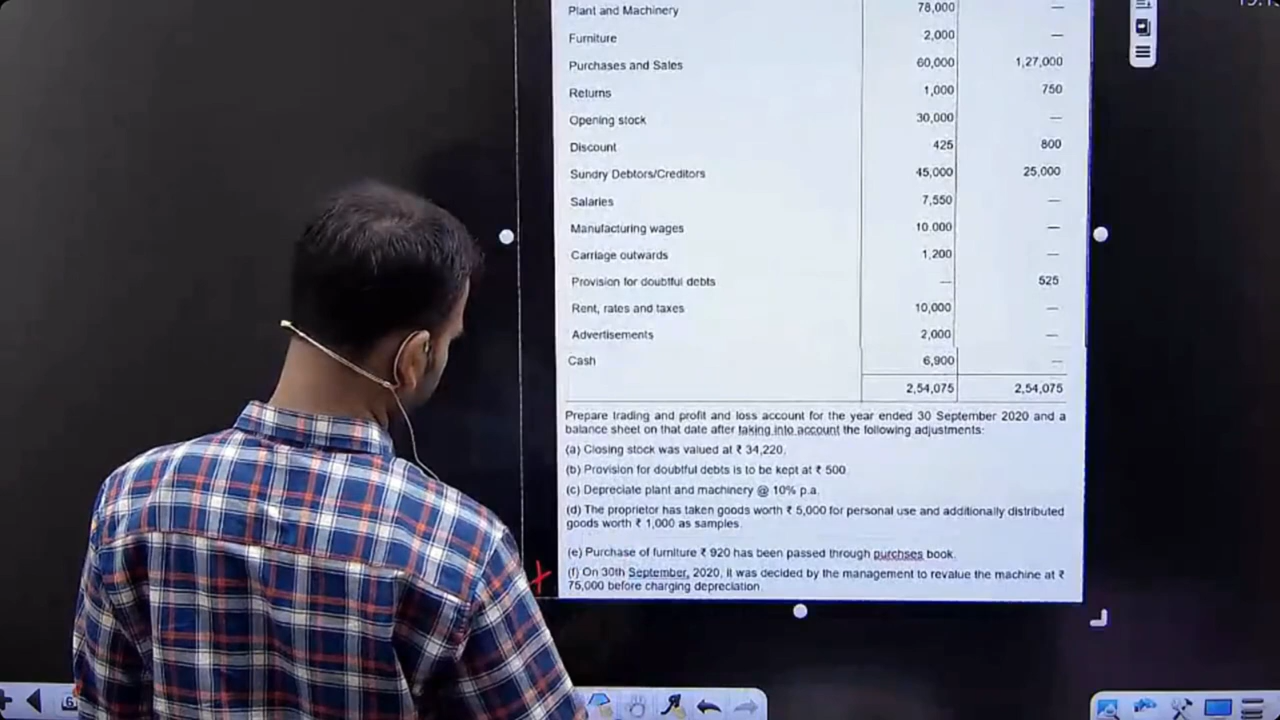 Plant and Machinery 78,000 —
Furniture 2,000 —
Purchases and Sales 60,000 1,27,000
Returns 1,000 750
Opening stock 30,000 —
Discount 425 800
Sundry Debtors/Creditors 45,000 25,000
Salaries 7,550 —
Manufacturing wages 10.000 —
Carriage outwards 1,200 —
Provision for doubtful debts — 525
Rent, rates and taxes 10,000 —
Advertisements 2,000 —
Cash 6,900 —
2,54,075 2,54,075
Prepare trading and profit and loss account for the year ended 30 September 2020 and a
balance sheet on that date after taking into account the following adjustments:
(a) Closing stock was valued at ₹ 34,220.
(b) Provision for doubtful debts is to be kept at ₹ 500
(c) Depreciate plant and machinery @ 10% p.a.
(d) The proprietor has taken goods worth ₹ 5,000 for personal use and additionally distributed
goods worth ₹ 1,000 as samples.
(e) Purchase of furniture ₹ 920 has been passed through purchses book.
(f) On 30th September, 2020, it was decided by the management to revalue the machine at ₹
75,000 before charging depreciation.